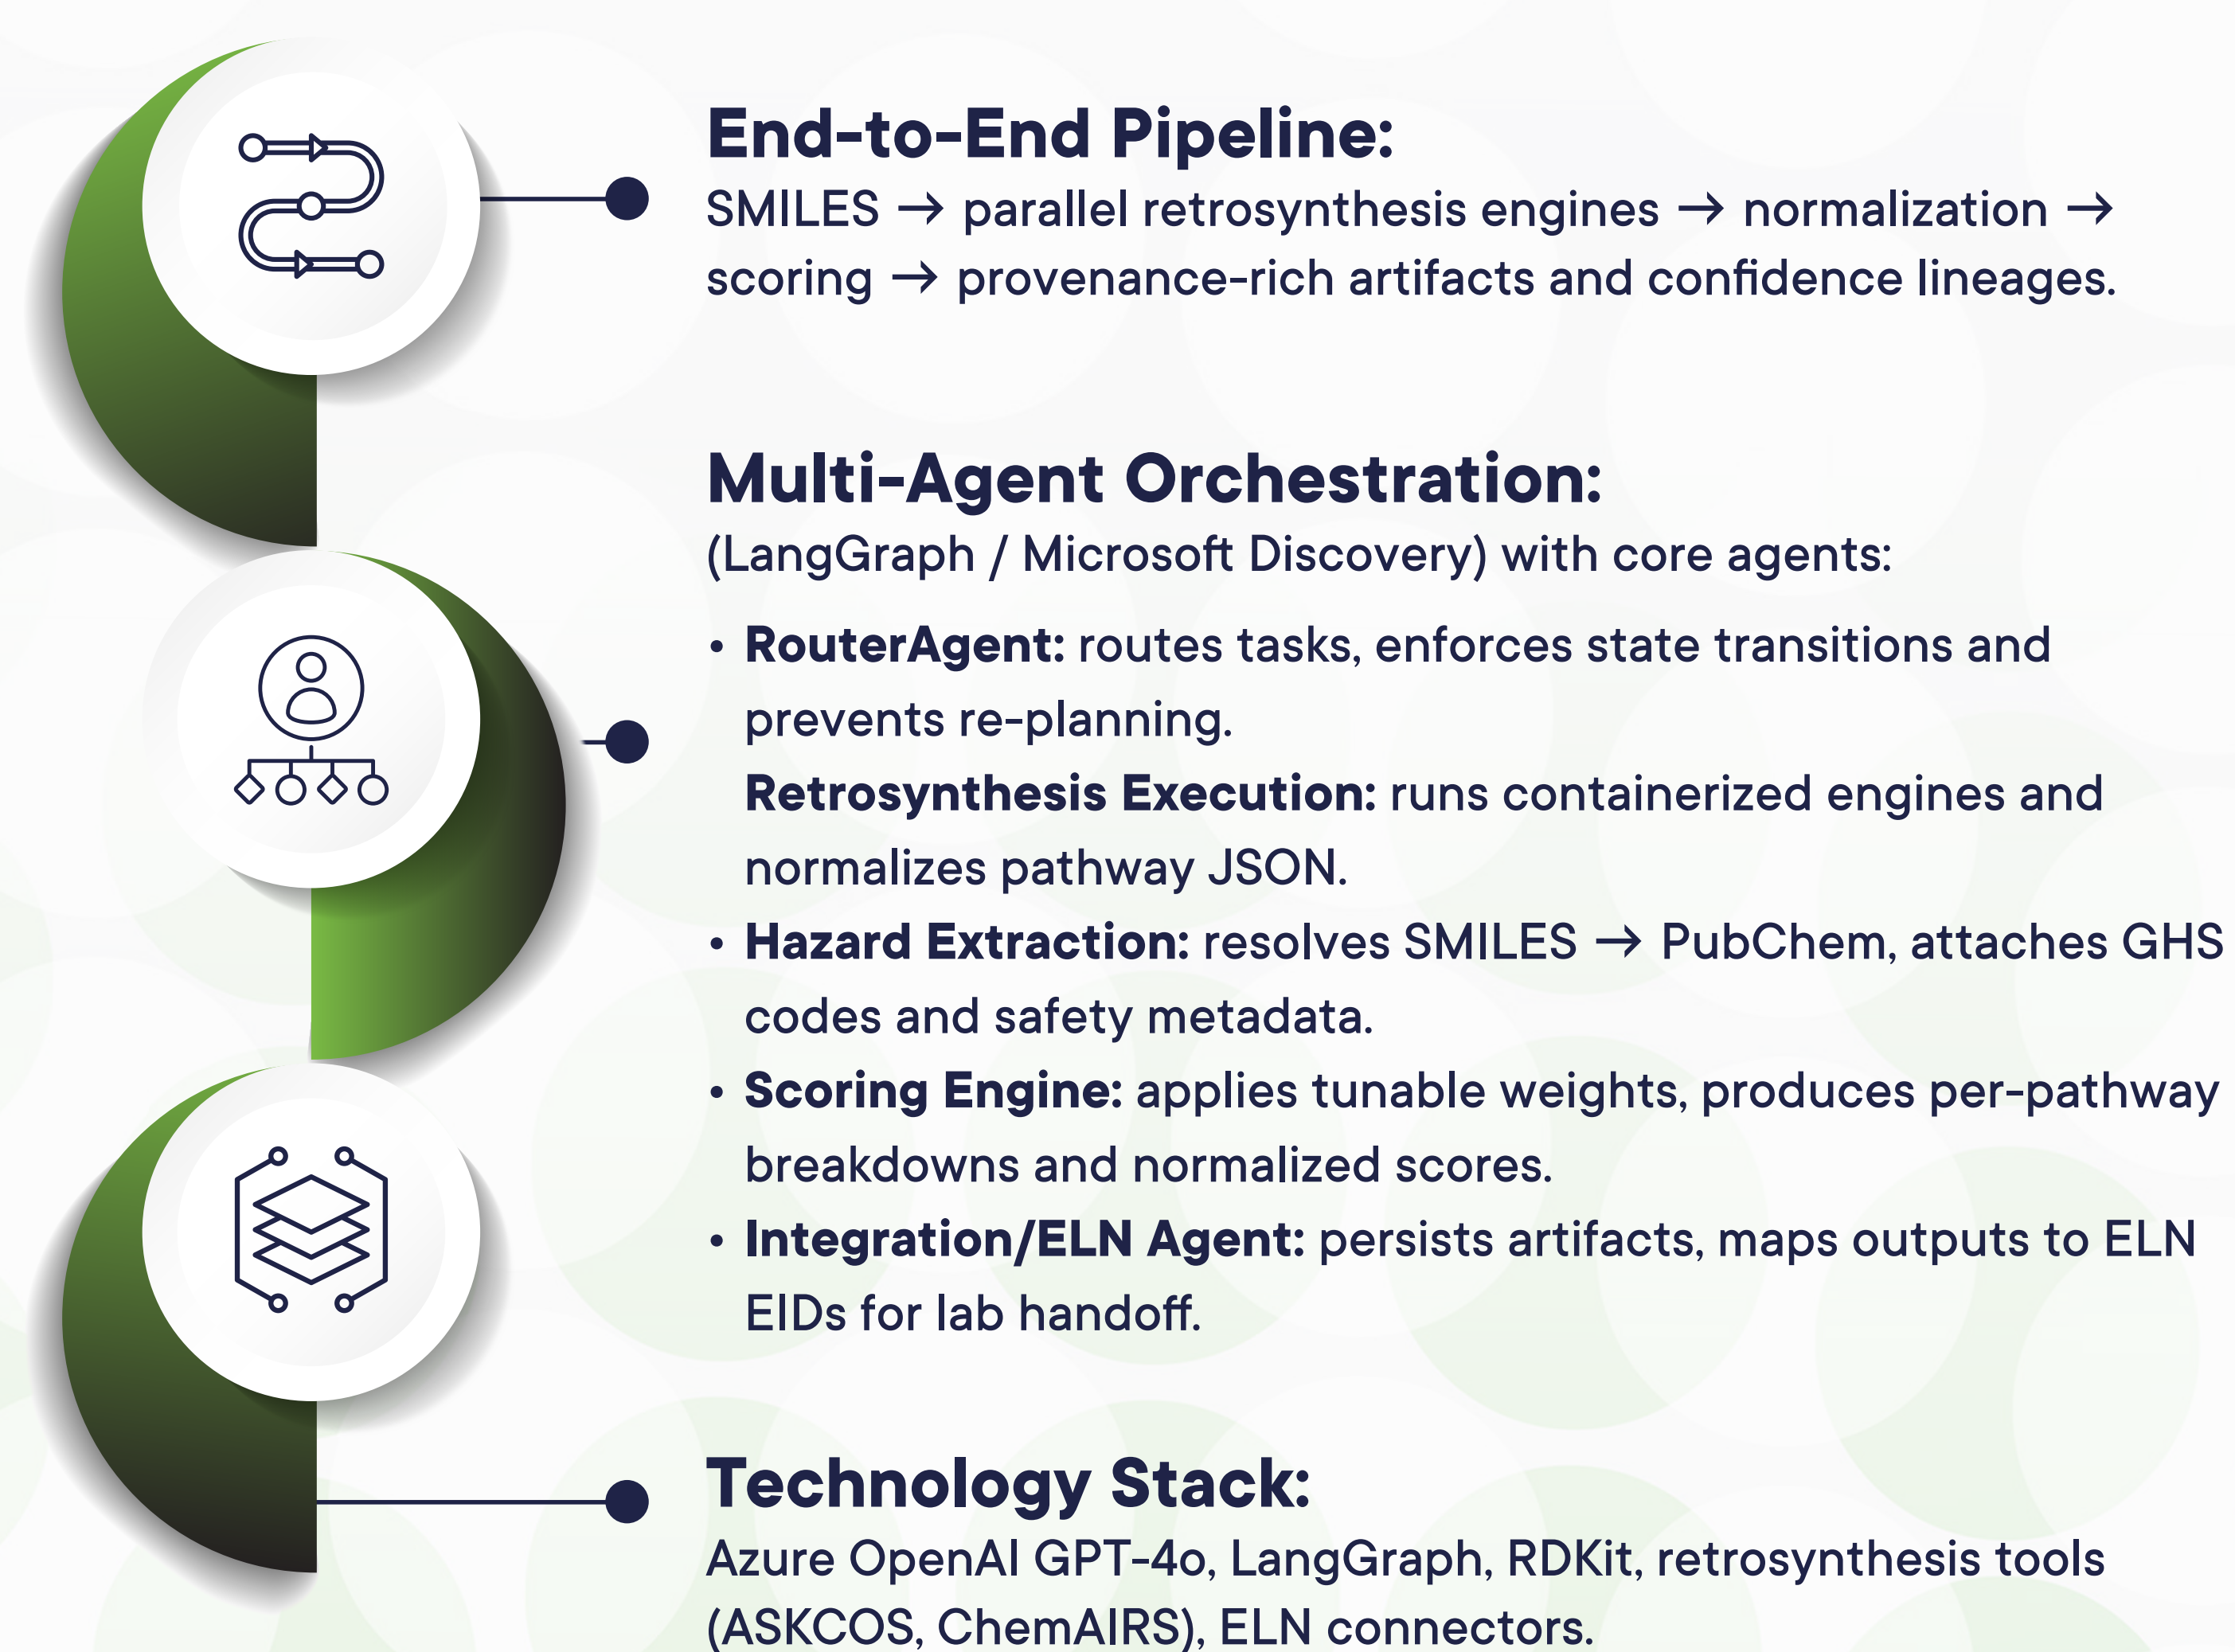 End-to-End Pipeline:
SMILES → parallel retrosynthesis engines → normalization →
scoring → provenance-rich artifacts and confidence lineages.
Multi-Agent Orchestration:
(LangGraph / Microsoft Discovery) with core agents:
• RouterAgent: routes tasks, enforces state transitions and
prevents re-planning.
Retrosynthesis Execution: runs containerized engines and
normalizes pathway JSON.
• Hazard Extraction: resolves SMILES → PubChem, attaches GHS
codes and safety metadata.
• Scoring Engine: applies tunable weights, produces per-pathway
breakdowns and normalized scores.
• Integration/ELN Agent: persists artifacts, maps outputs to ELN
EIDs for lab handoff.
Technology Stack:
Azure OpenAI GPT-4o, LangGraph, RDKit, retrosynthesis tools
(ASKCOS, ChemAIRS), ELN connectors.